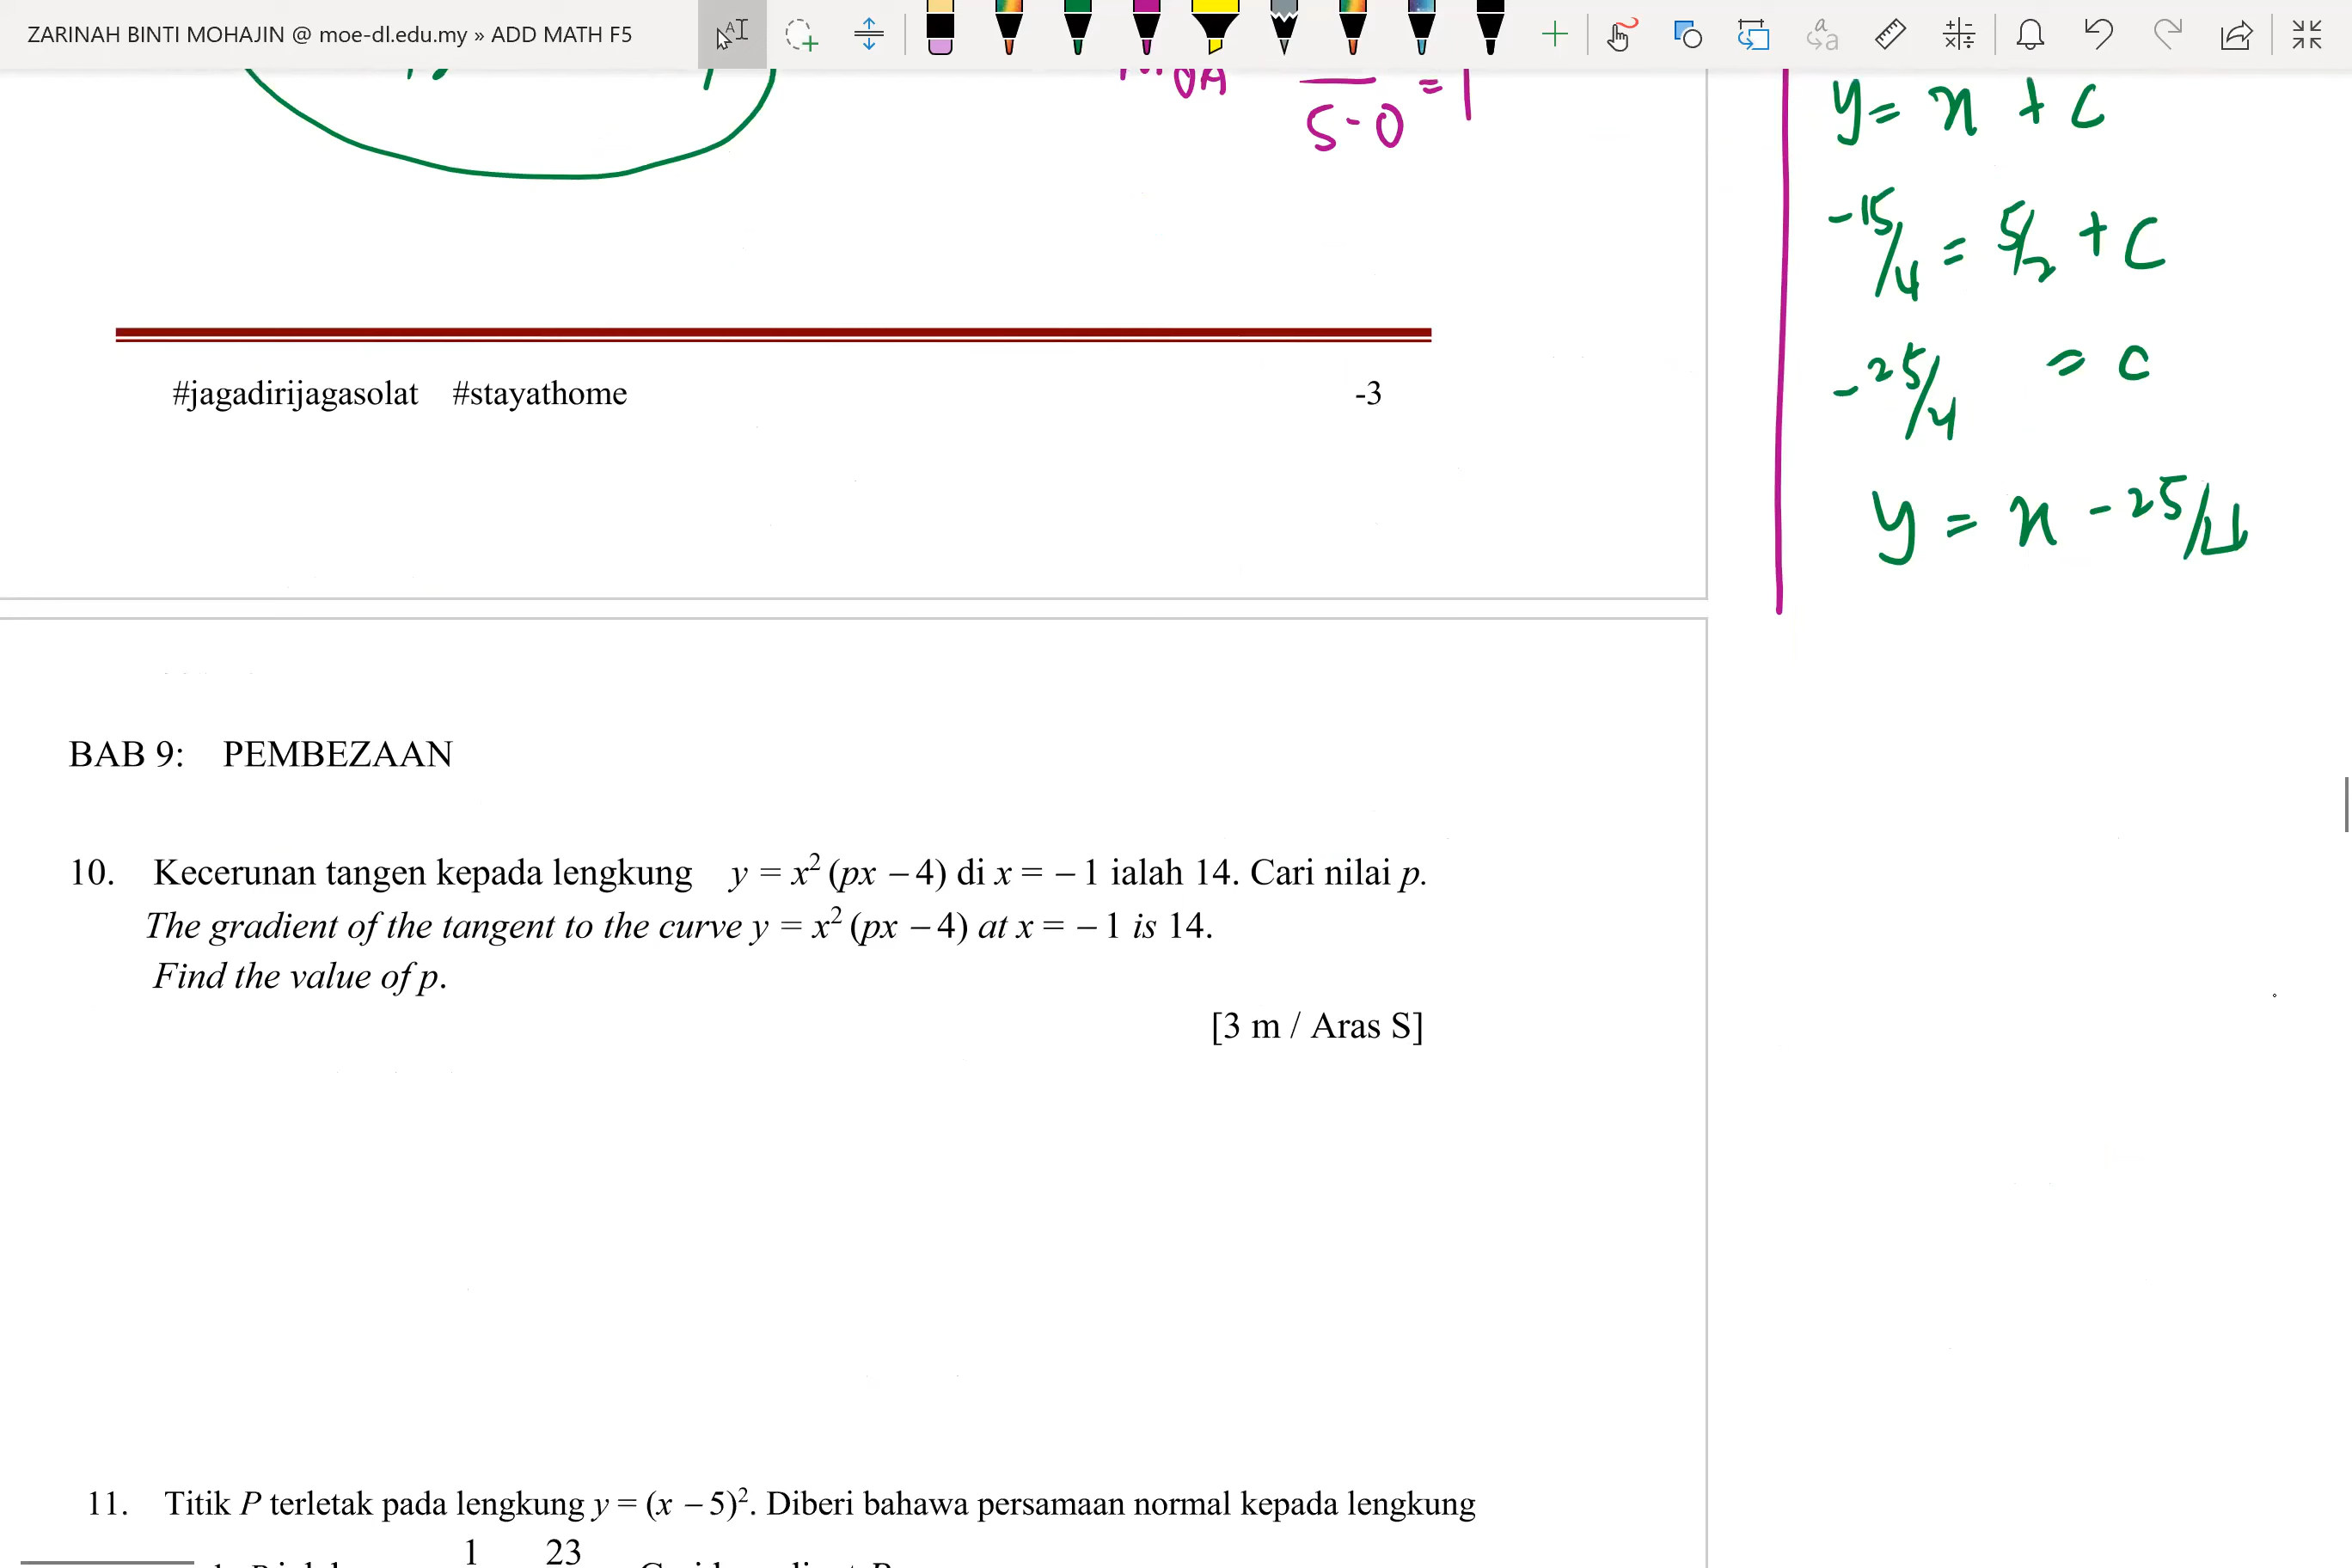 ZARINAH BINTI MOHAJIN @ moe-dl.edu.my » ADD MATH F5
5-0 = 1
y = x + c
-15/4 = 5/2 + c
-25/4 = c
y = x - 25/4
#jagadirijagasolat #stayathome -3
BAB 9: PEMBEZAAN
10. Kecerunan tangen kepada lengkung y = x² (px – 4) di x = – 1 ialah 14. Cari nilai p.
The gradient of the tangent to the curve y = x² (px – 4) at x = – 1 is 14.
Find the value of p.
[3 m / Aras S]
11. Titik P terletak pada lengkung y = (x – 5)². Diberi bahawa persamaan normal kepada lengkung
1 23